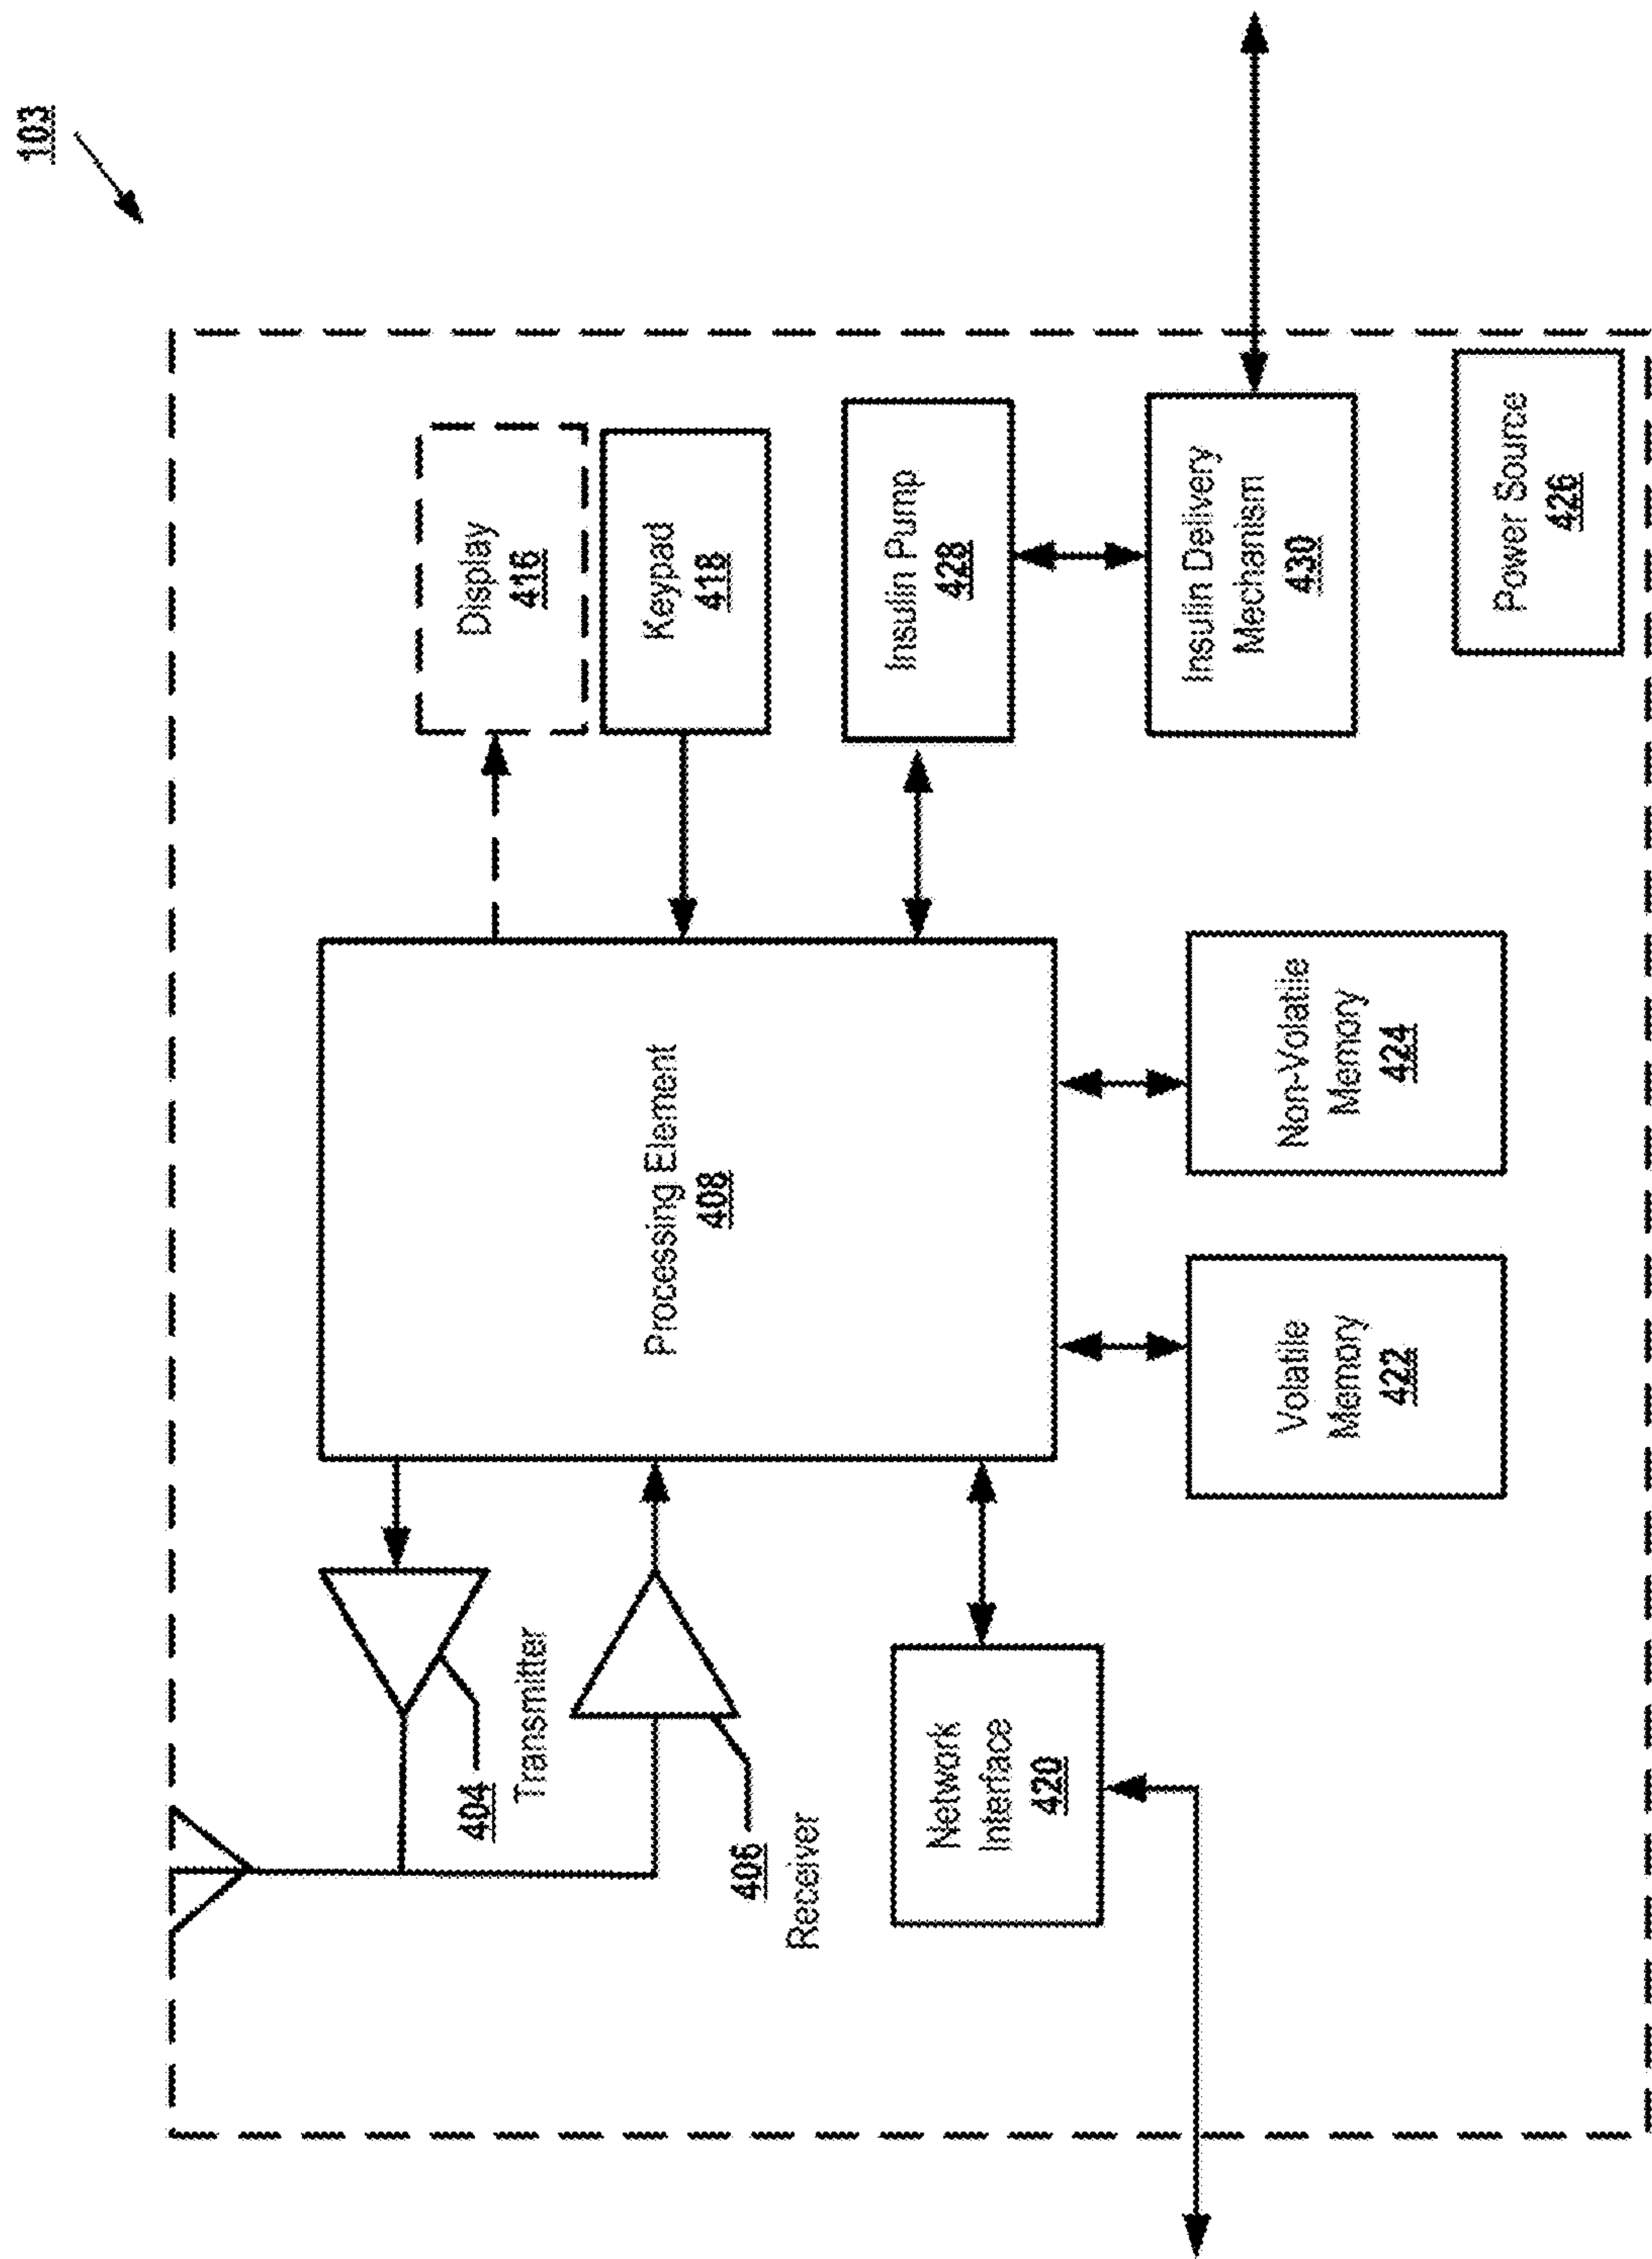 103
404
Transmitter
406
Receiver
Processing Element
408
Display
416
Keypad
418
Network
Interface
420
Insulin Pump
428
Volatile
Memory
422
Non-Volatile
Memory
424
Insulin Delivery
Mechanism
430
Power Source
426